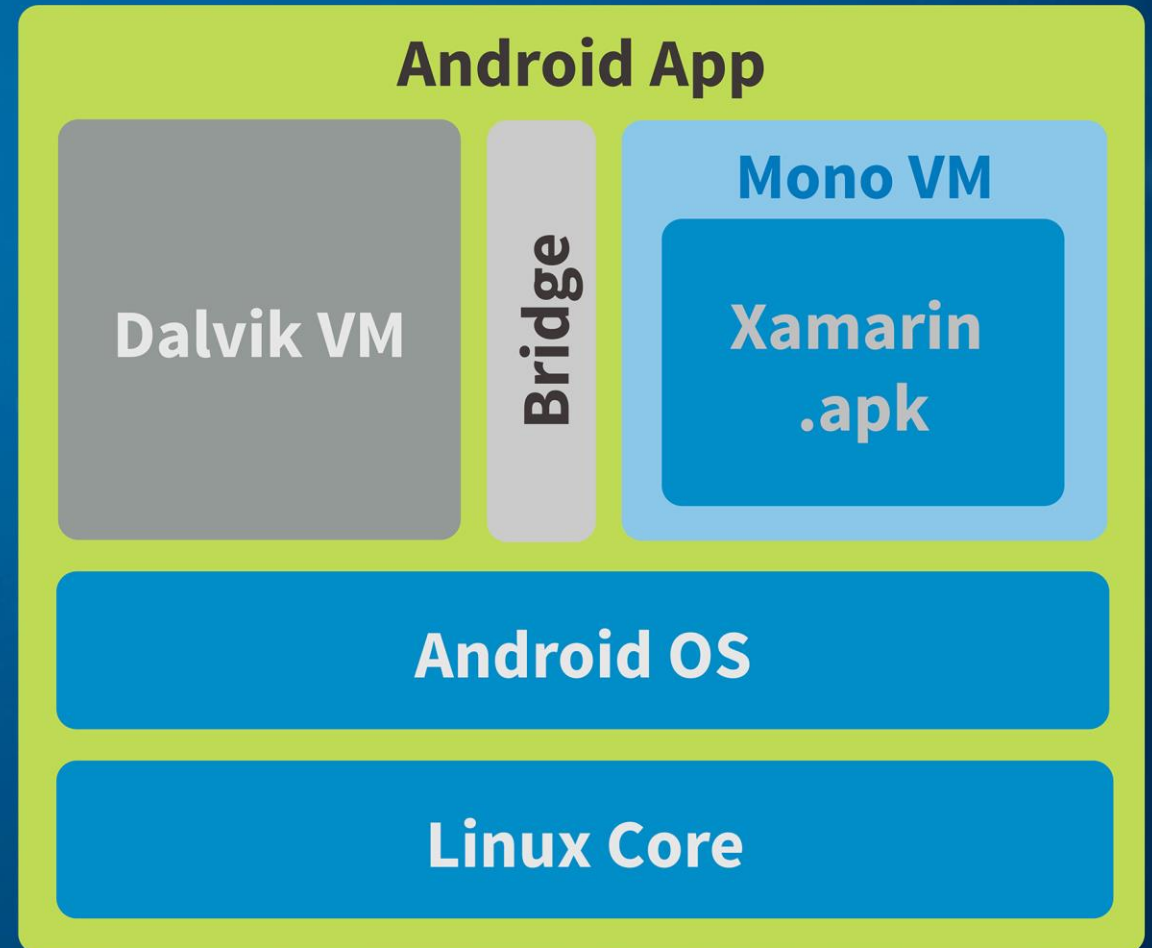 Android App
Dalvik VM
Bridge
Mono VM
Xamarin
.apk
Android OS
Linux Core